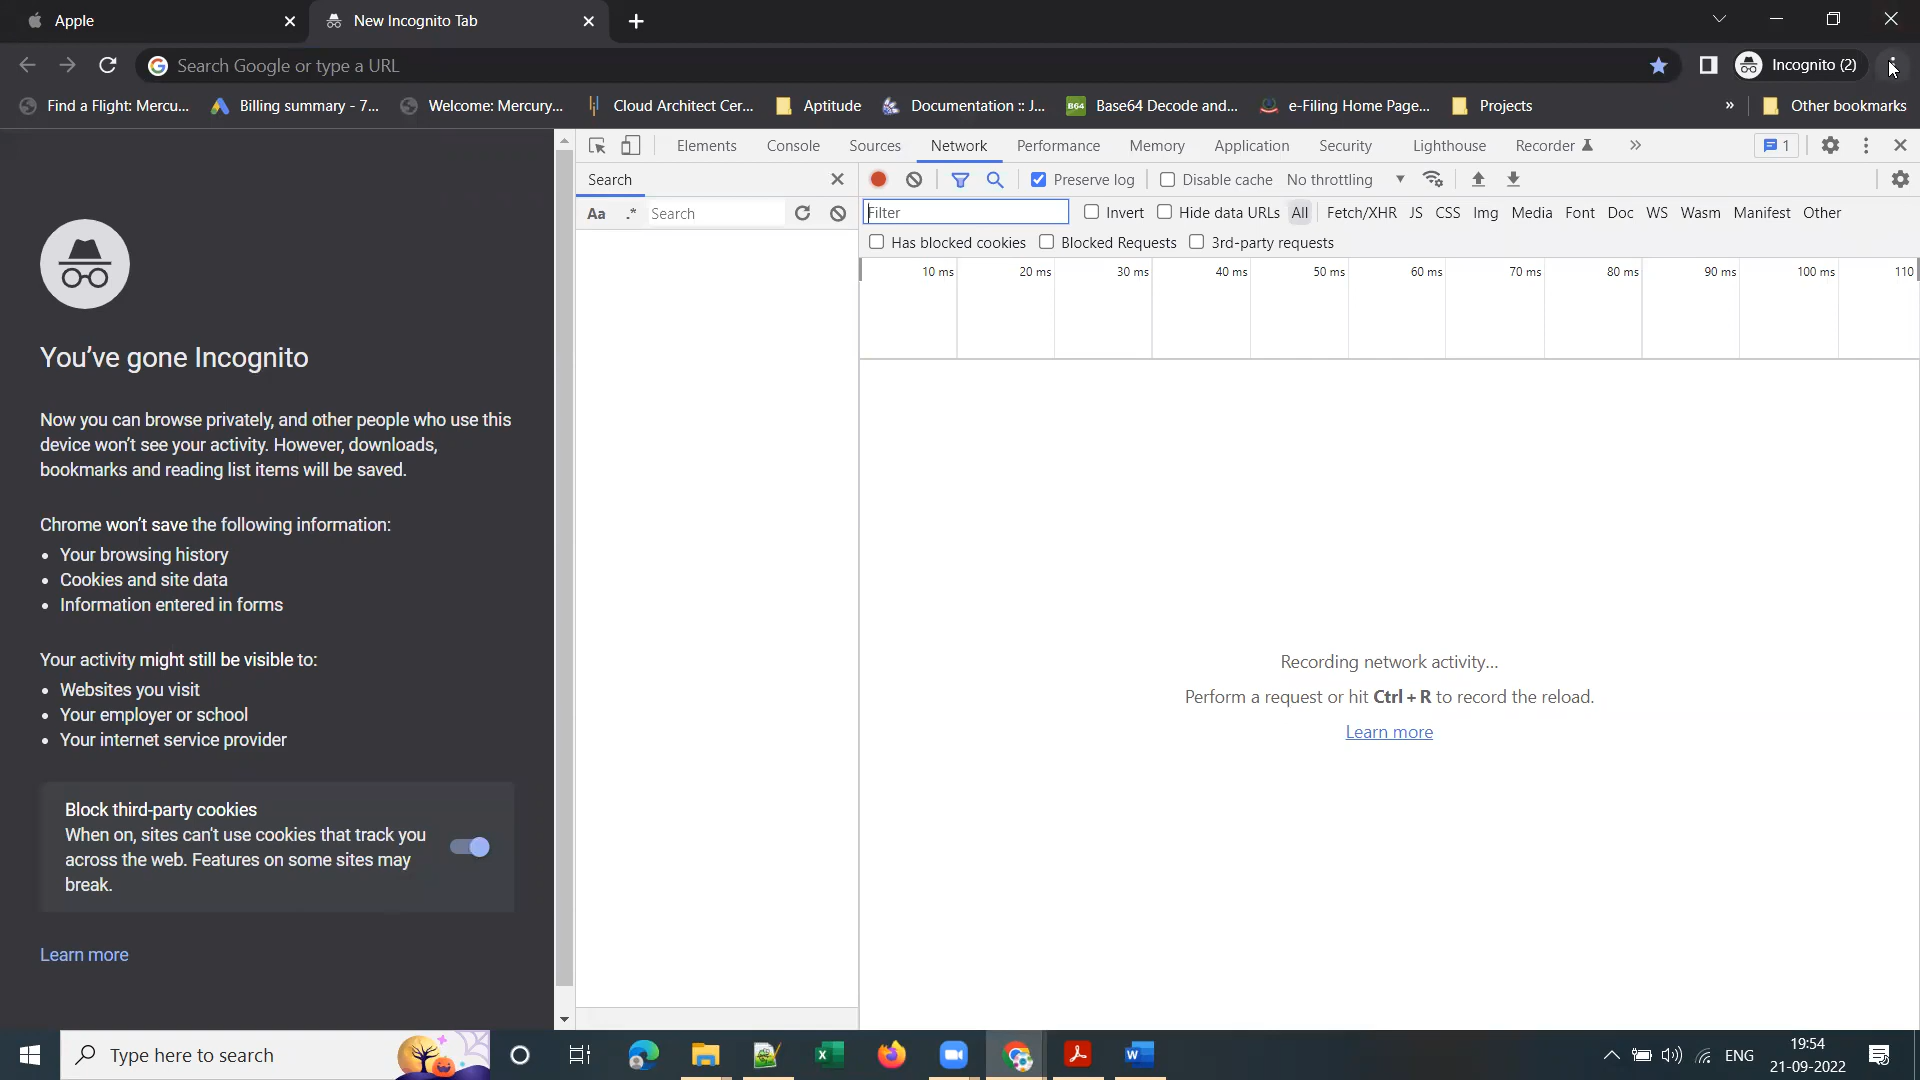 Apple
New Incognito Tab
Search Google or type a URL
Incognito (2)
Find a Flight: Mercu...
Billing summary - 7...
Welcome: Mercury...
Cloud Architect Cer...
Aptitude
Documentation :: J...
B64
Base64 Decode and...
e-Filing Home Page...
Projects
»
Other bookmarks
Elements
Console
Sources
Network
Performance
Memory
Application
Security
Lighthouse
Recorder
»
1
Search
Preserve log
Disable cache
No throttling
Aa
.*
Search
Filter
Invert
Hide data URLs
All
Fetch/XHR
JS
CSS
Img
Media
Font
Doc
WS
Wasm
Manifest
Other
Has blocked cookies
Blocked Requests
3rd-party requests
10 ms
20 ms
30 ms
40 ms
50 ms
60 ms
70 ms
80 ms
90 ms
100 ms
110
You've gone Incognito
Now you can browse privately, and other people who use this
device won't see your activity. However, downloads,
bookmarks and reading list items will be saved.
Chrome won't save the following information:
• Your browsing history
• Cookies and site data
• Information entered in forms
Your activity might still be visible to:
• Websites you visit
• Your employer or school
• Your internet service provider
Block third-party cookies
When on, sites can't use cookies that track you
across the web. Features on some sites may
break.
Learn more
Recording network activity...
Perform a request or hit Ctrl + R to record the reload.
Learn more
Type here to search
ENG
19:54
21-09-2022